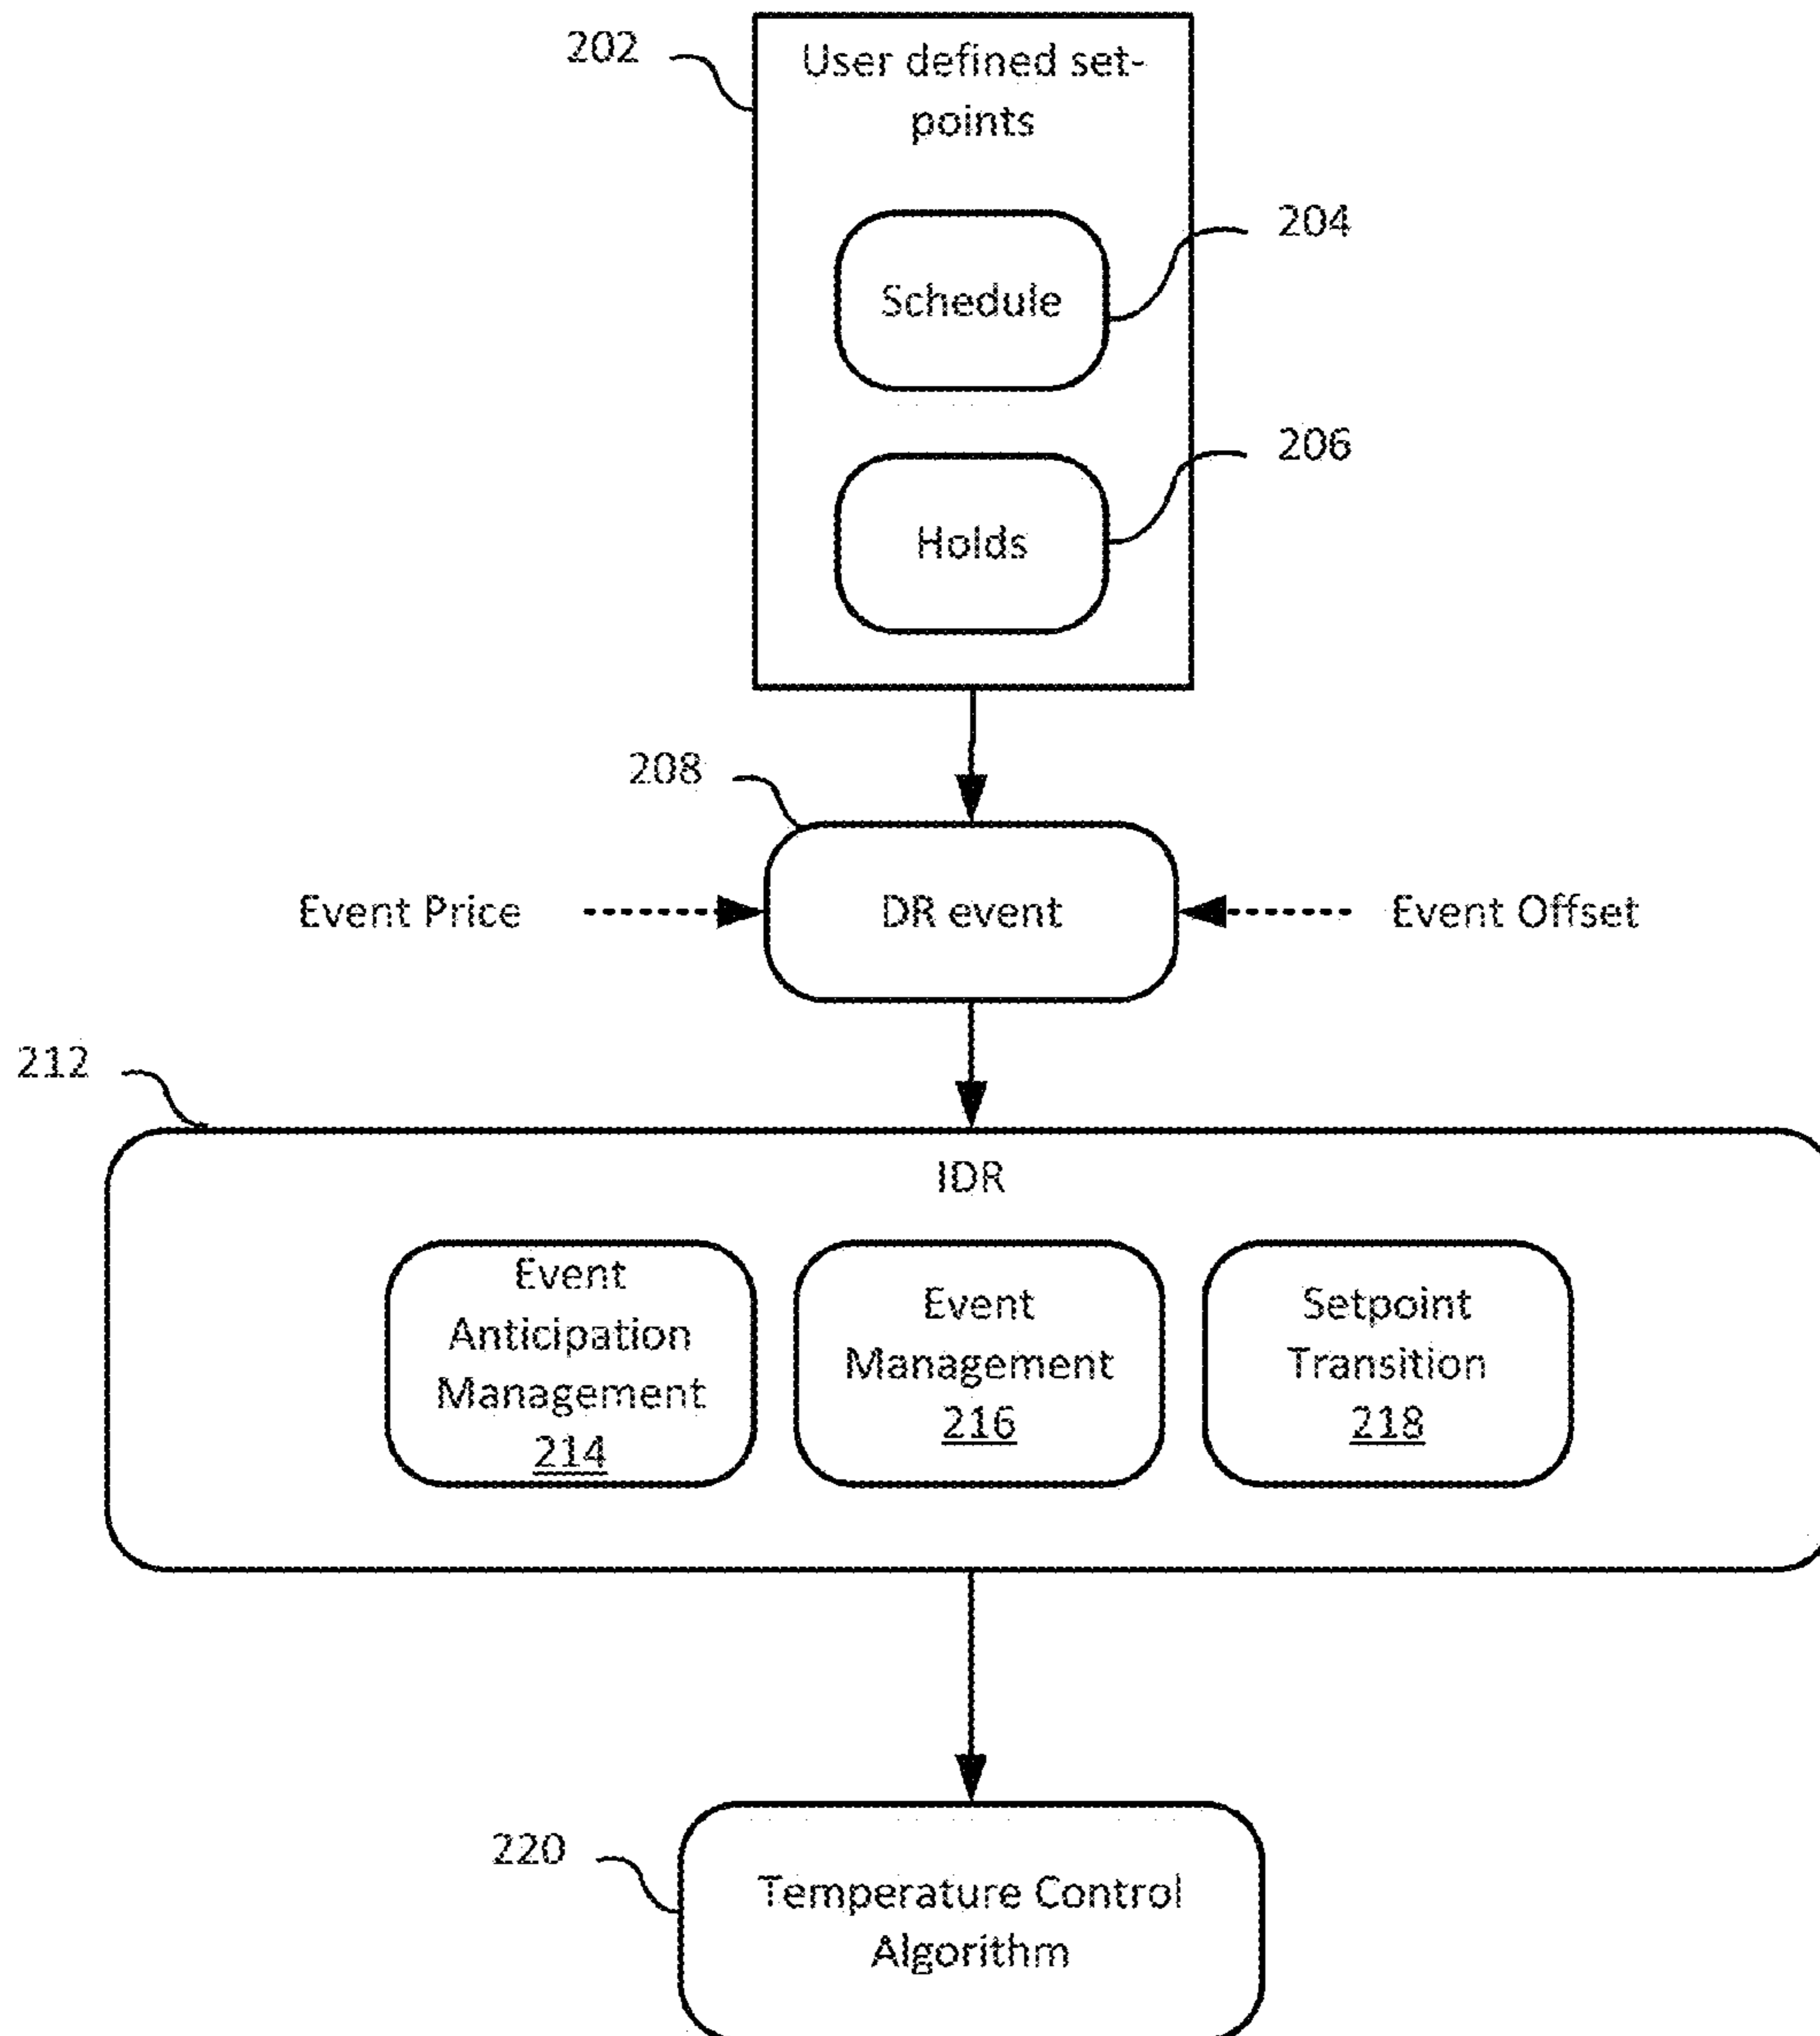 202
User defined set-
points
204
Schedule
206
Holds
208
Event Price
DR event
Event Offset
212
IDR
Event
Anticipation
Management
214
Event
Management
216
Setpoint
Transition
218
220
Temperature Control
Algorithm